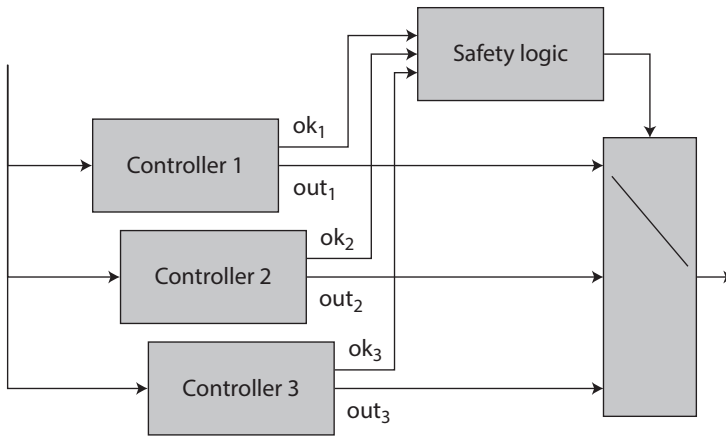 Safety logic
ok₁
Controller 1
out₁
ok₂
Controller 2
out₂
ok₃
Controller 3
out₃